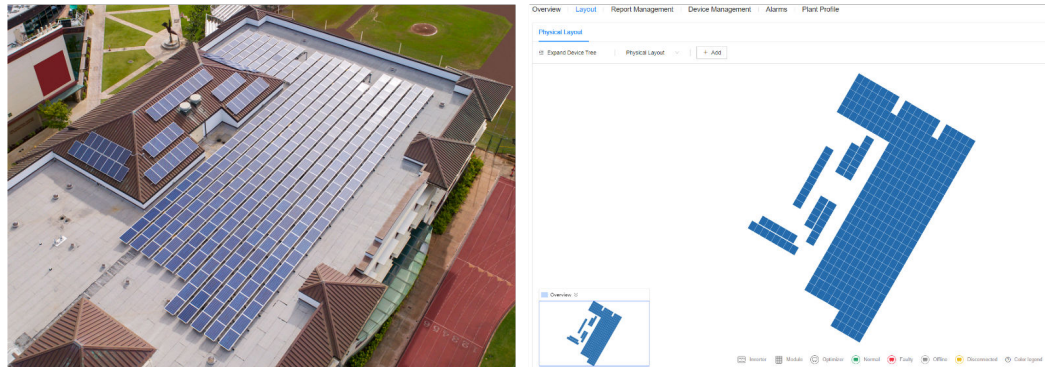 Overview Layout Report Management Device Management Alarms Plant Profile
Physical Layout
Expand Device Tree Physical Layout + Add
Overview
Inverter Module Optimizer Normal Faulty Offline Disconnected Color legend